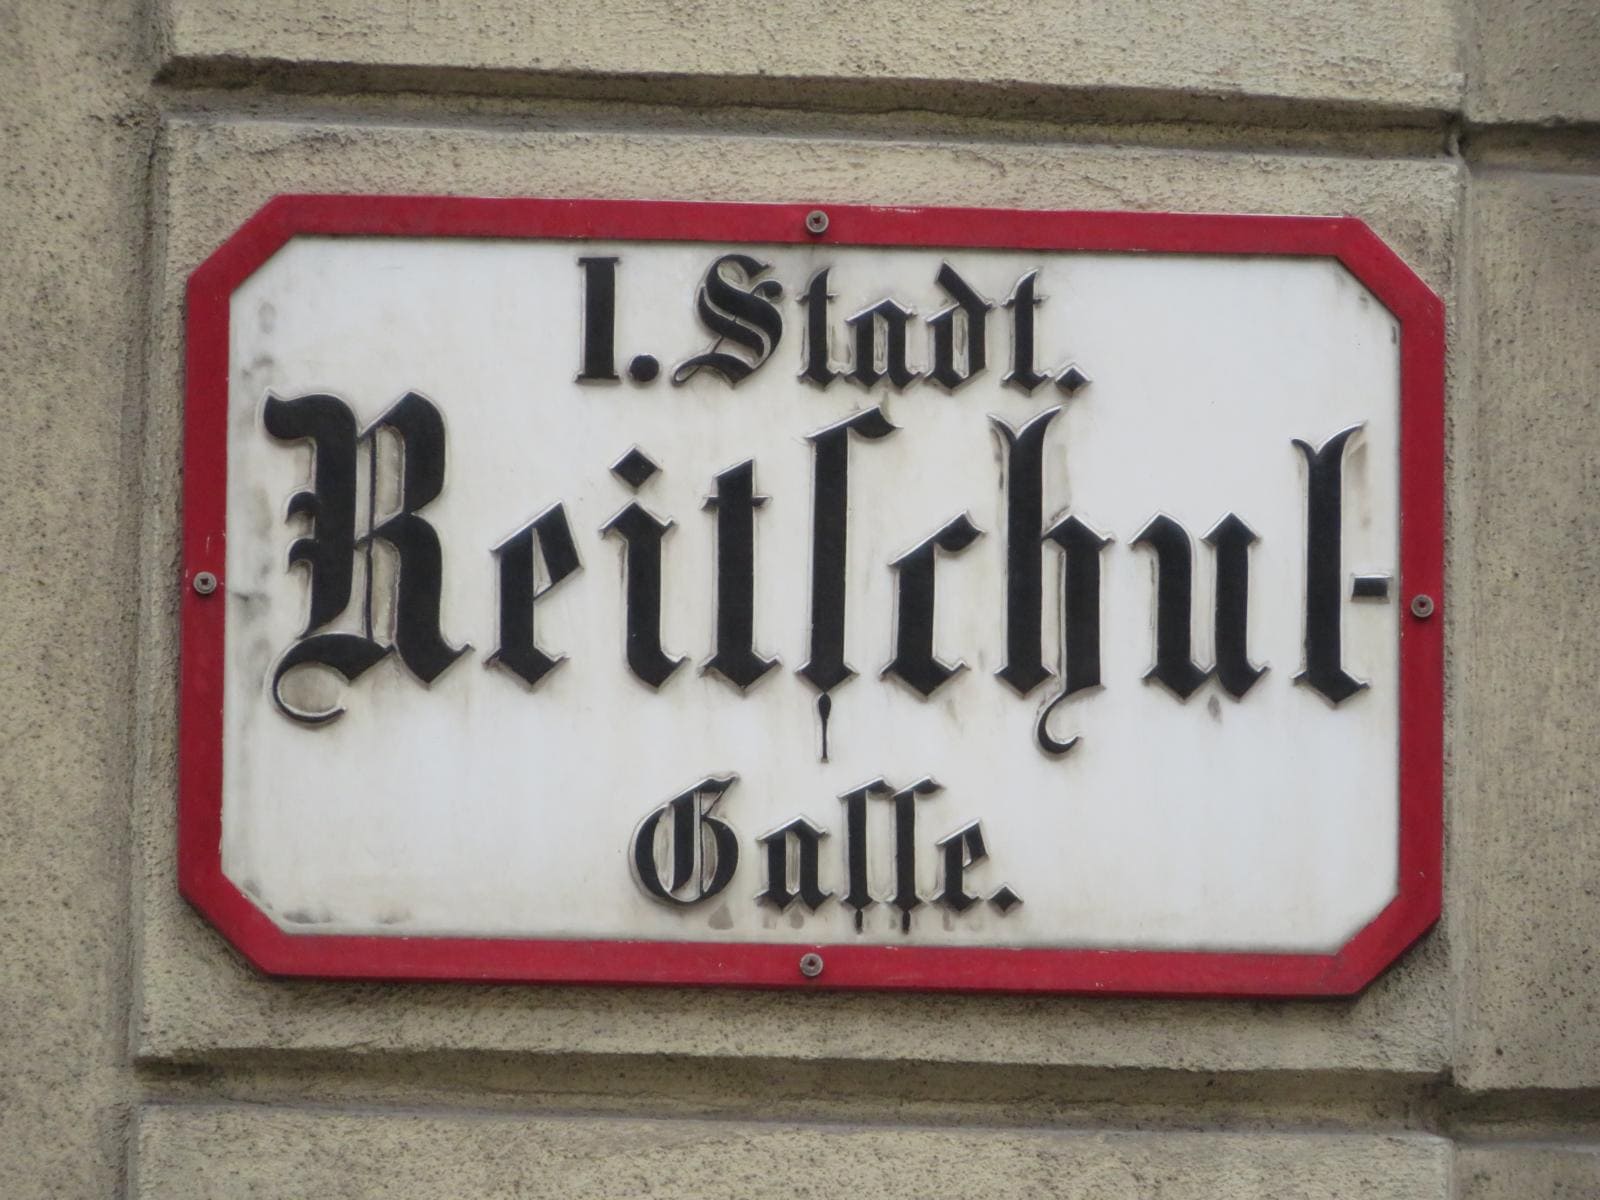 I. Stadt.
Reitſchul-
Gaſſe.